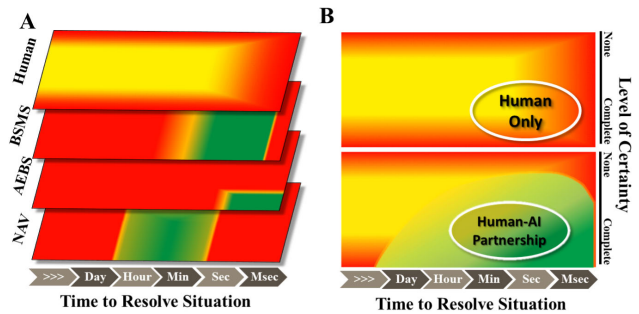 A
Human
BSMS
AEBS
NAV
>>> Day Hour Min Sec Msec
Time to Resolve Situation
B
Human
Only
Human-AI
Partnership
None
Complete
None
Complete
Level of Certainty
>>> Day Hour Min Sec Msec
Time to Resolve Situation